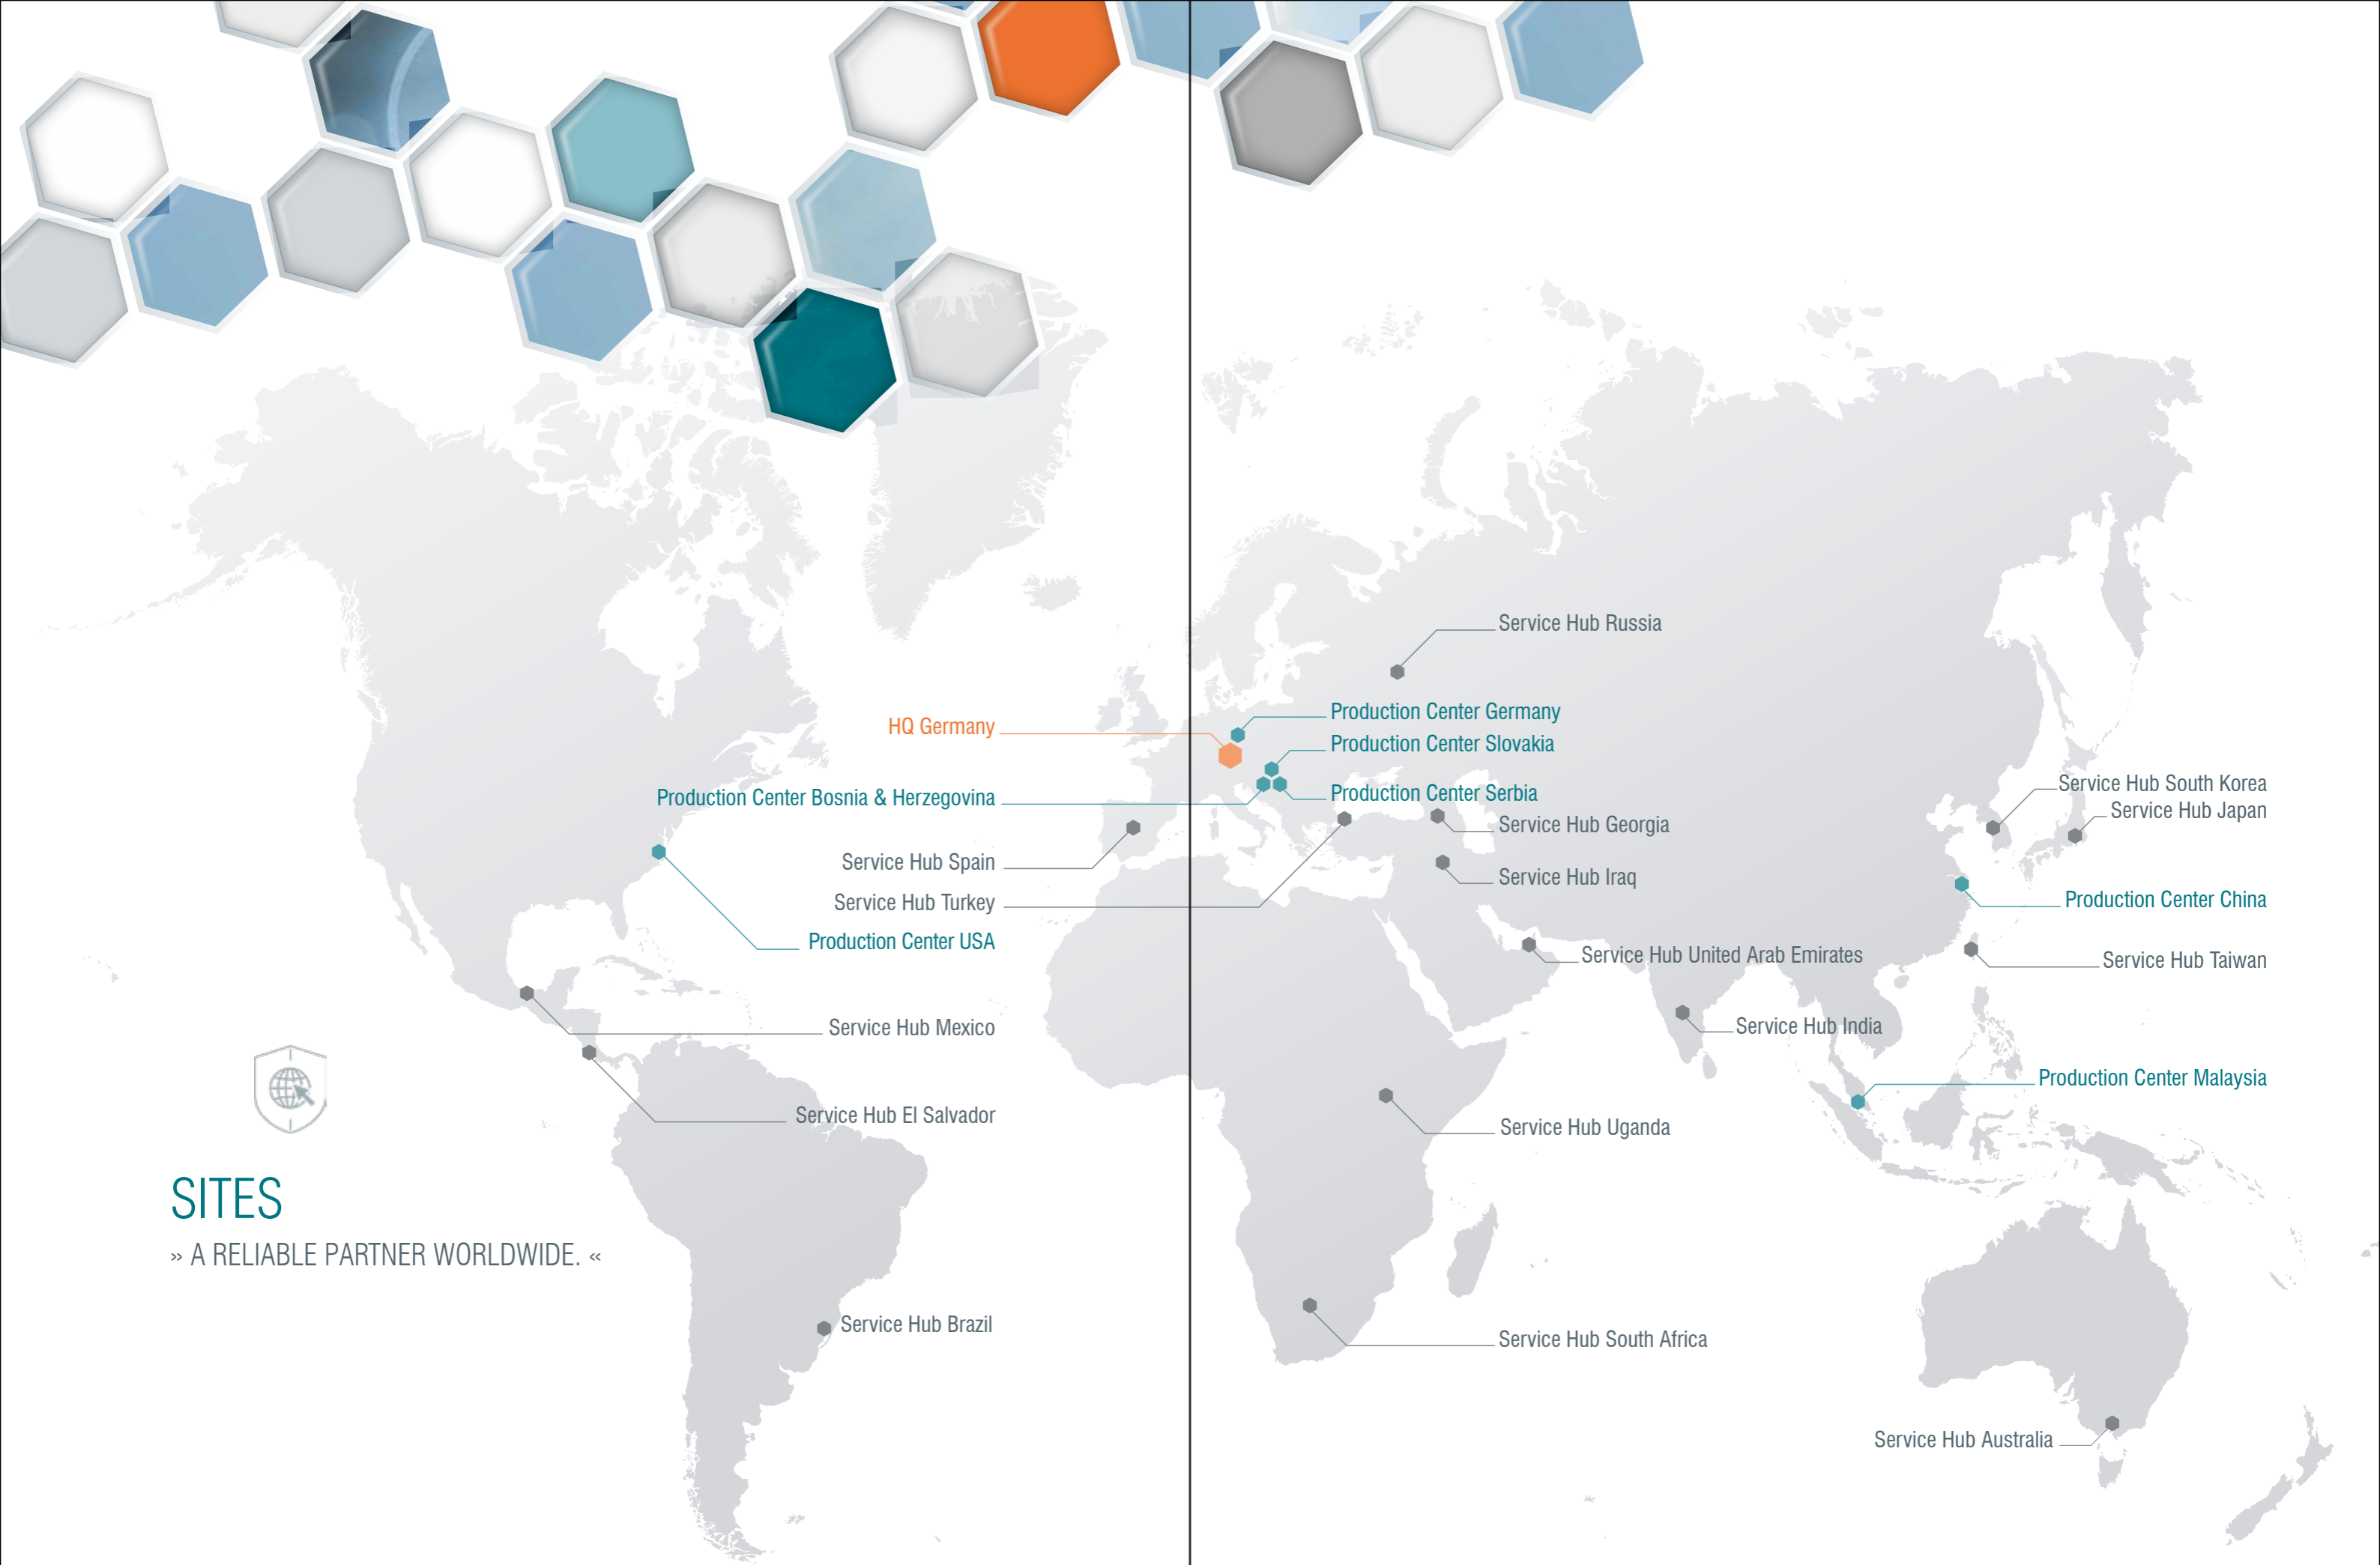 Service Hub Russia
HQ Germany
Production Center Germany
Production Center Slovakia
Production Center Bosnia & Herzegovina
Production Center Serbia
Service Hub South Korea
Service Hub Japan
Service Hub Georgia
Service Hub Spain
Service Hub Iraq
Service Hub Turkey
Production Center China
Production Center USA
Service Hub United Arab Emirates
Service Hub Taiwan
Service Hub Mexico
Service Hub India
Production Center Malaysia
Service Hub El Salvador
Service Hub Uganda
SITES
» A RELIABLE PARTNER WORLDWIDE. «
Service Hub Brazil
Service Hub South Africa
Service Hub Australia